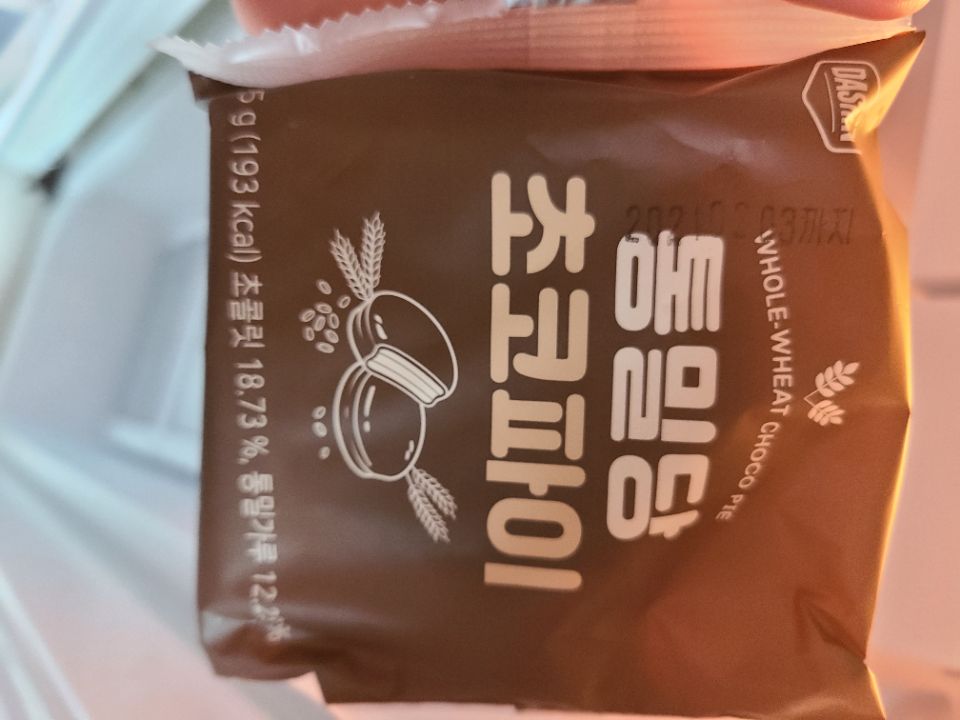 WHOLE-WHEAT CHOCO PIE
통밀당
초코파이
5 g (193 kcal) 초콜릿 18.73 %, 통밀가루